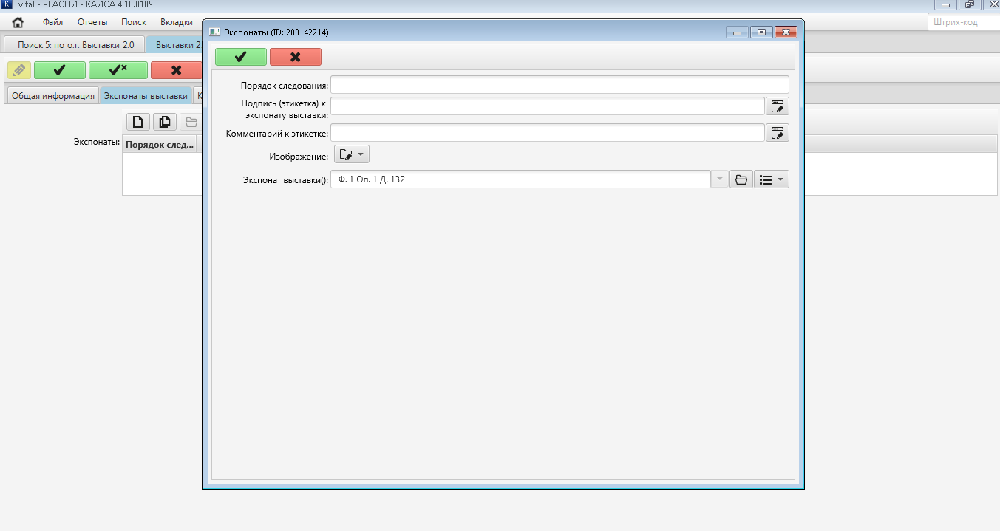 vital - РГАСПИ - КАИСА 4.10.0109
Файл Отчеты Поиск Вкладки
Штрих-код
Поиск 5: по о.т. Выставки 2.0 Выставки 2
Общая информация Экспонаты выставки К
Экспонаты:
Порядок след...
Экспонаты (ID: 200142214)
Порядок следования:
Подпись (этикетка) к
экспонату выставки:
Комментарий к этикетке:
Изображение:
Экспонат выставки(): Ф. 1 Оп. 1 Д. 132